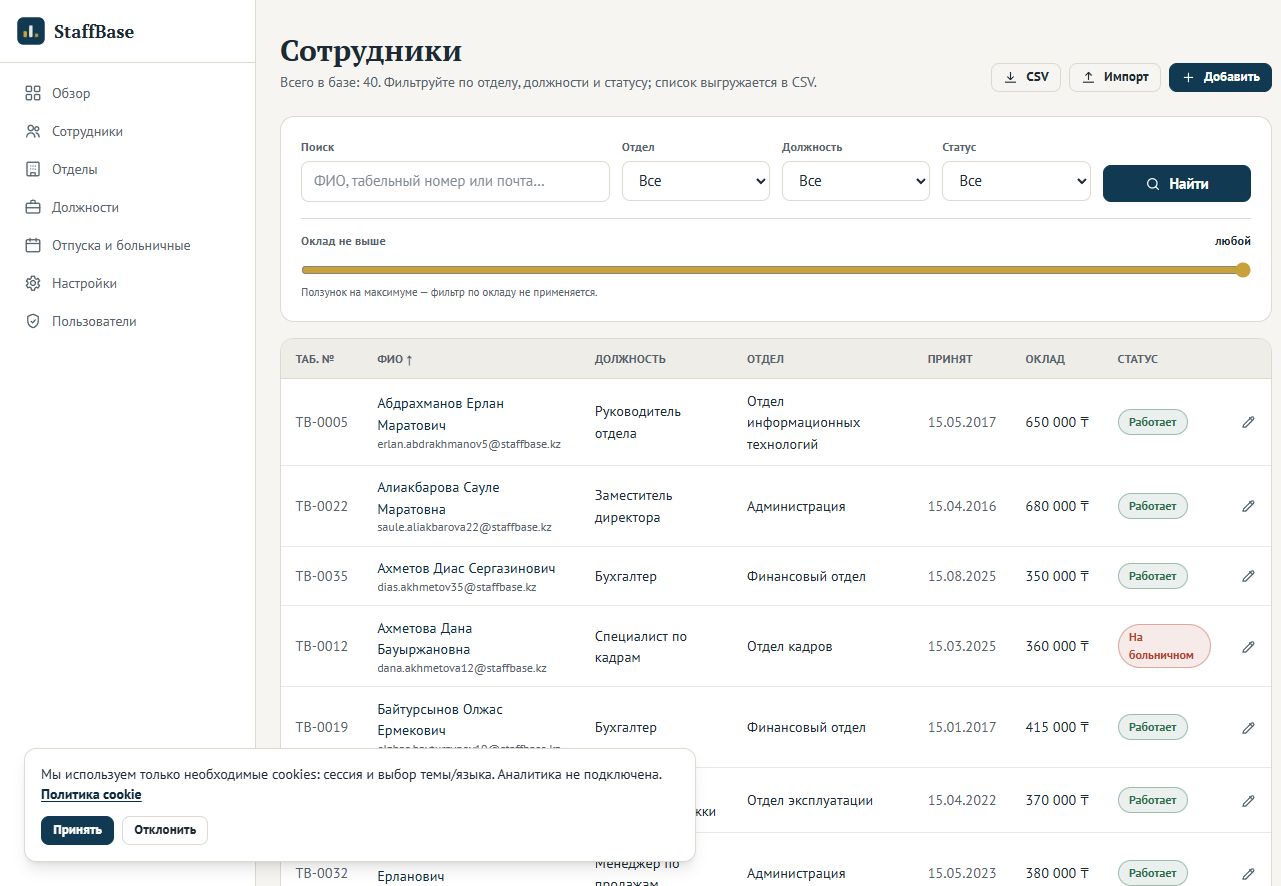 StaffBase
Обзор
Сотрудники
Отделы
Должности
Отпуска и больничные
Настройки
Пользователи
Сотрудники
Всего в базе: 40. Фильтруйте по отделу, должности и статусу; список выгружается в CSV.
CSV
Импорт
Добавить
Поиск
Отдел
Должность
Статус
ФИО, табельный номер или почта...
Все
Все
Все
Найти
Оклад не выше
любой
Ползунок на максимуме — фильтр по окладу не применяется.
ТАБ. № ФИО ↑ ДОЛЖНОСТЬ ОТДЕЛ ПРИНЯТ ОКЛАД СТАТУС
TB-0005
Абдрахманов Ерлан
Маратович
erlan.abdrakhmanov5@staffbase.kz
Руководитель
отдела
Отдел
информационных
технологий
15.05.2017
650 000 ₸
Работает
TB-0022
Алиакбарова Сауле
Маратовна
saule.aliakbarova22@staffbase.kz
Заместитель
директора
Администрация
15.04.2016
680 000 ₸
Работает
TB-0035
Ахметов Диас Сергазинович
dias.akhmetov35@staffbase.kz
Бухгалтер
Финансовый отдел
15.08.2025
350 000 ₸
Работает
TB-0012
Ахметова Дана
Бауыржановна
dana.akhmetova12@staffbase.kz
Специалист по
кадрам
Отдел кадров
15.03.2025
360 000 ₸
На
больничном
TB-0019
Байтурсынов Олжас
Ермекович
Бухгалтер
Финансовый отдел
15.01.2017
415 000 ₸
Работает
Отдел эксплуатации
15.04.2022
370 000 ₸
Работает
TB-0032
Ерланович
Менеджер по
продажам
Администрация
15.05.2023
380 000 ₸
Работает
Мы используем только необходимые cookies: сессия и выбор темы/языка. Аналитика не подключена.
Политика cookie
Принять
Отклонить